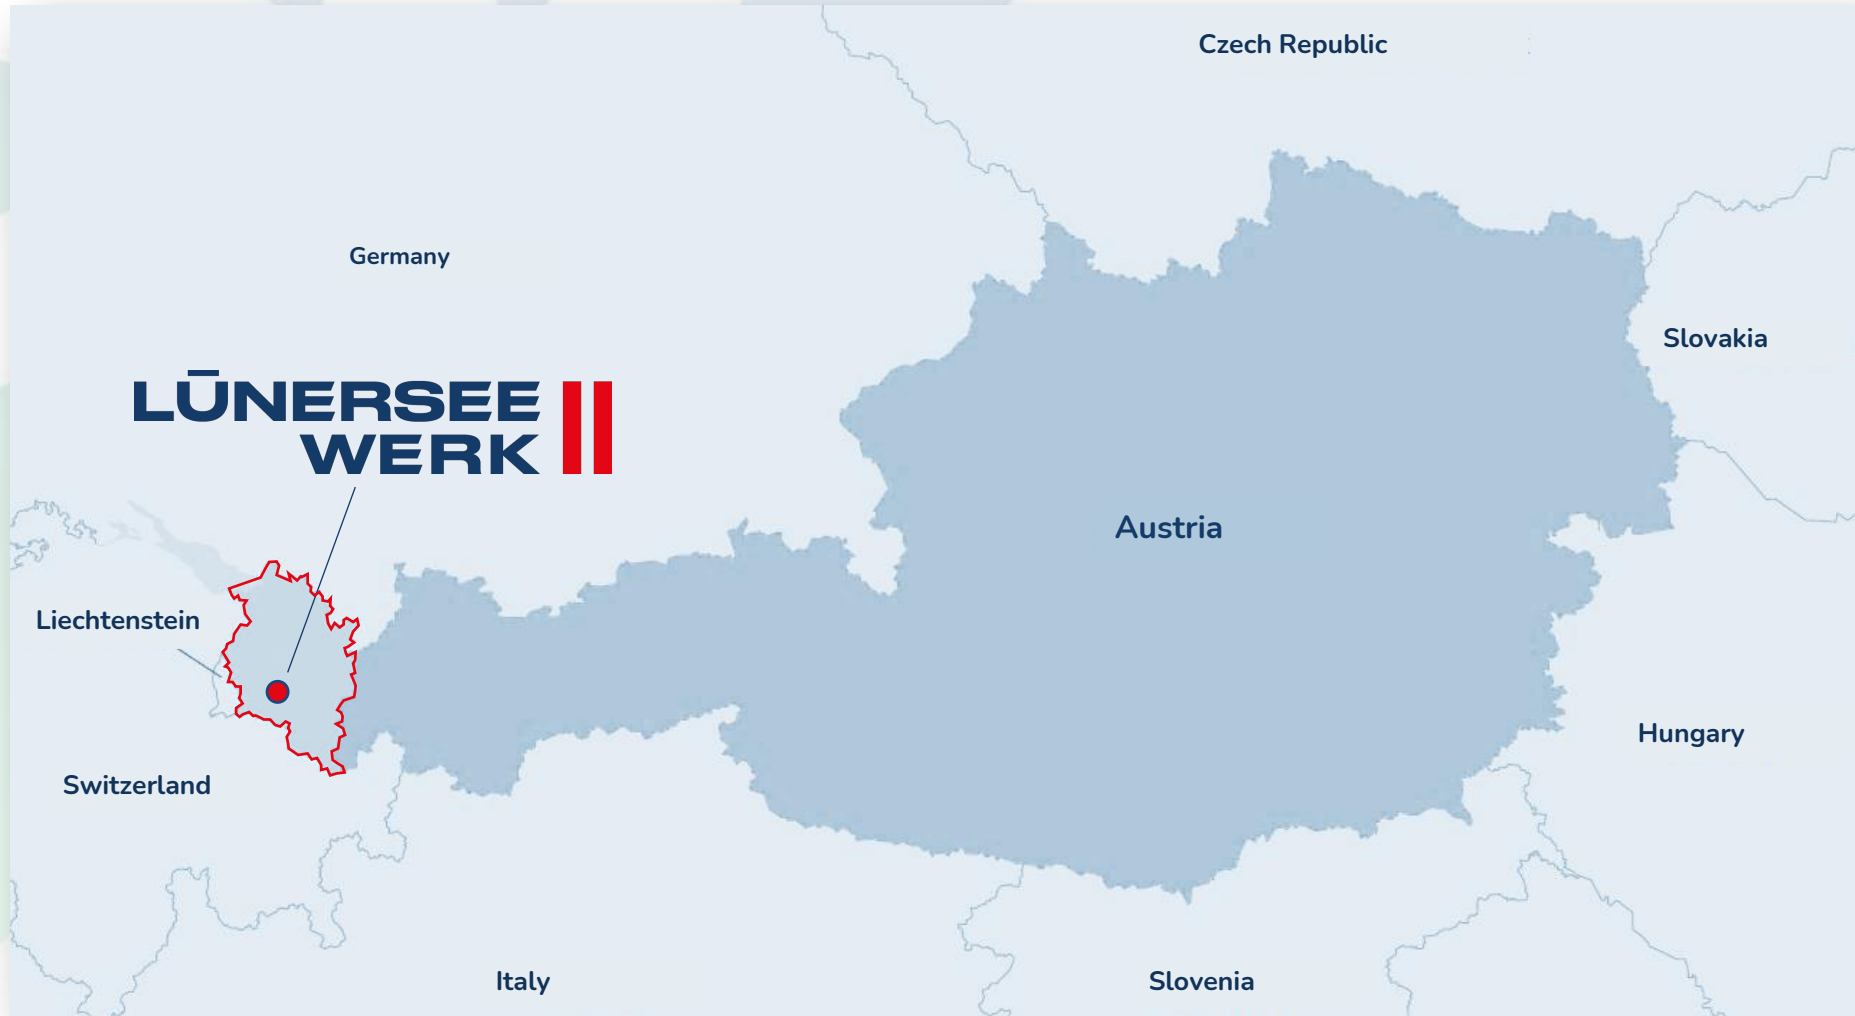 Czech Republic
Germany
Slovakia
LŪNERSEE
WERK II
Austria
Liechtenstein
Hungary
Switzerland
Italy
Slovenia